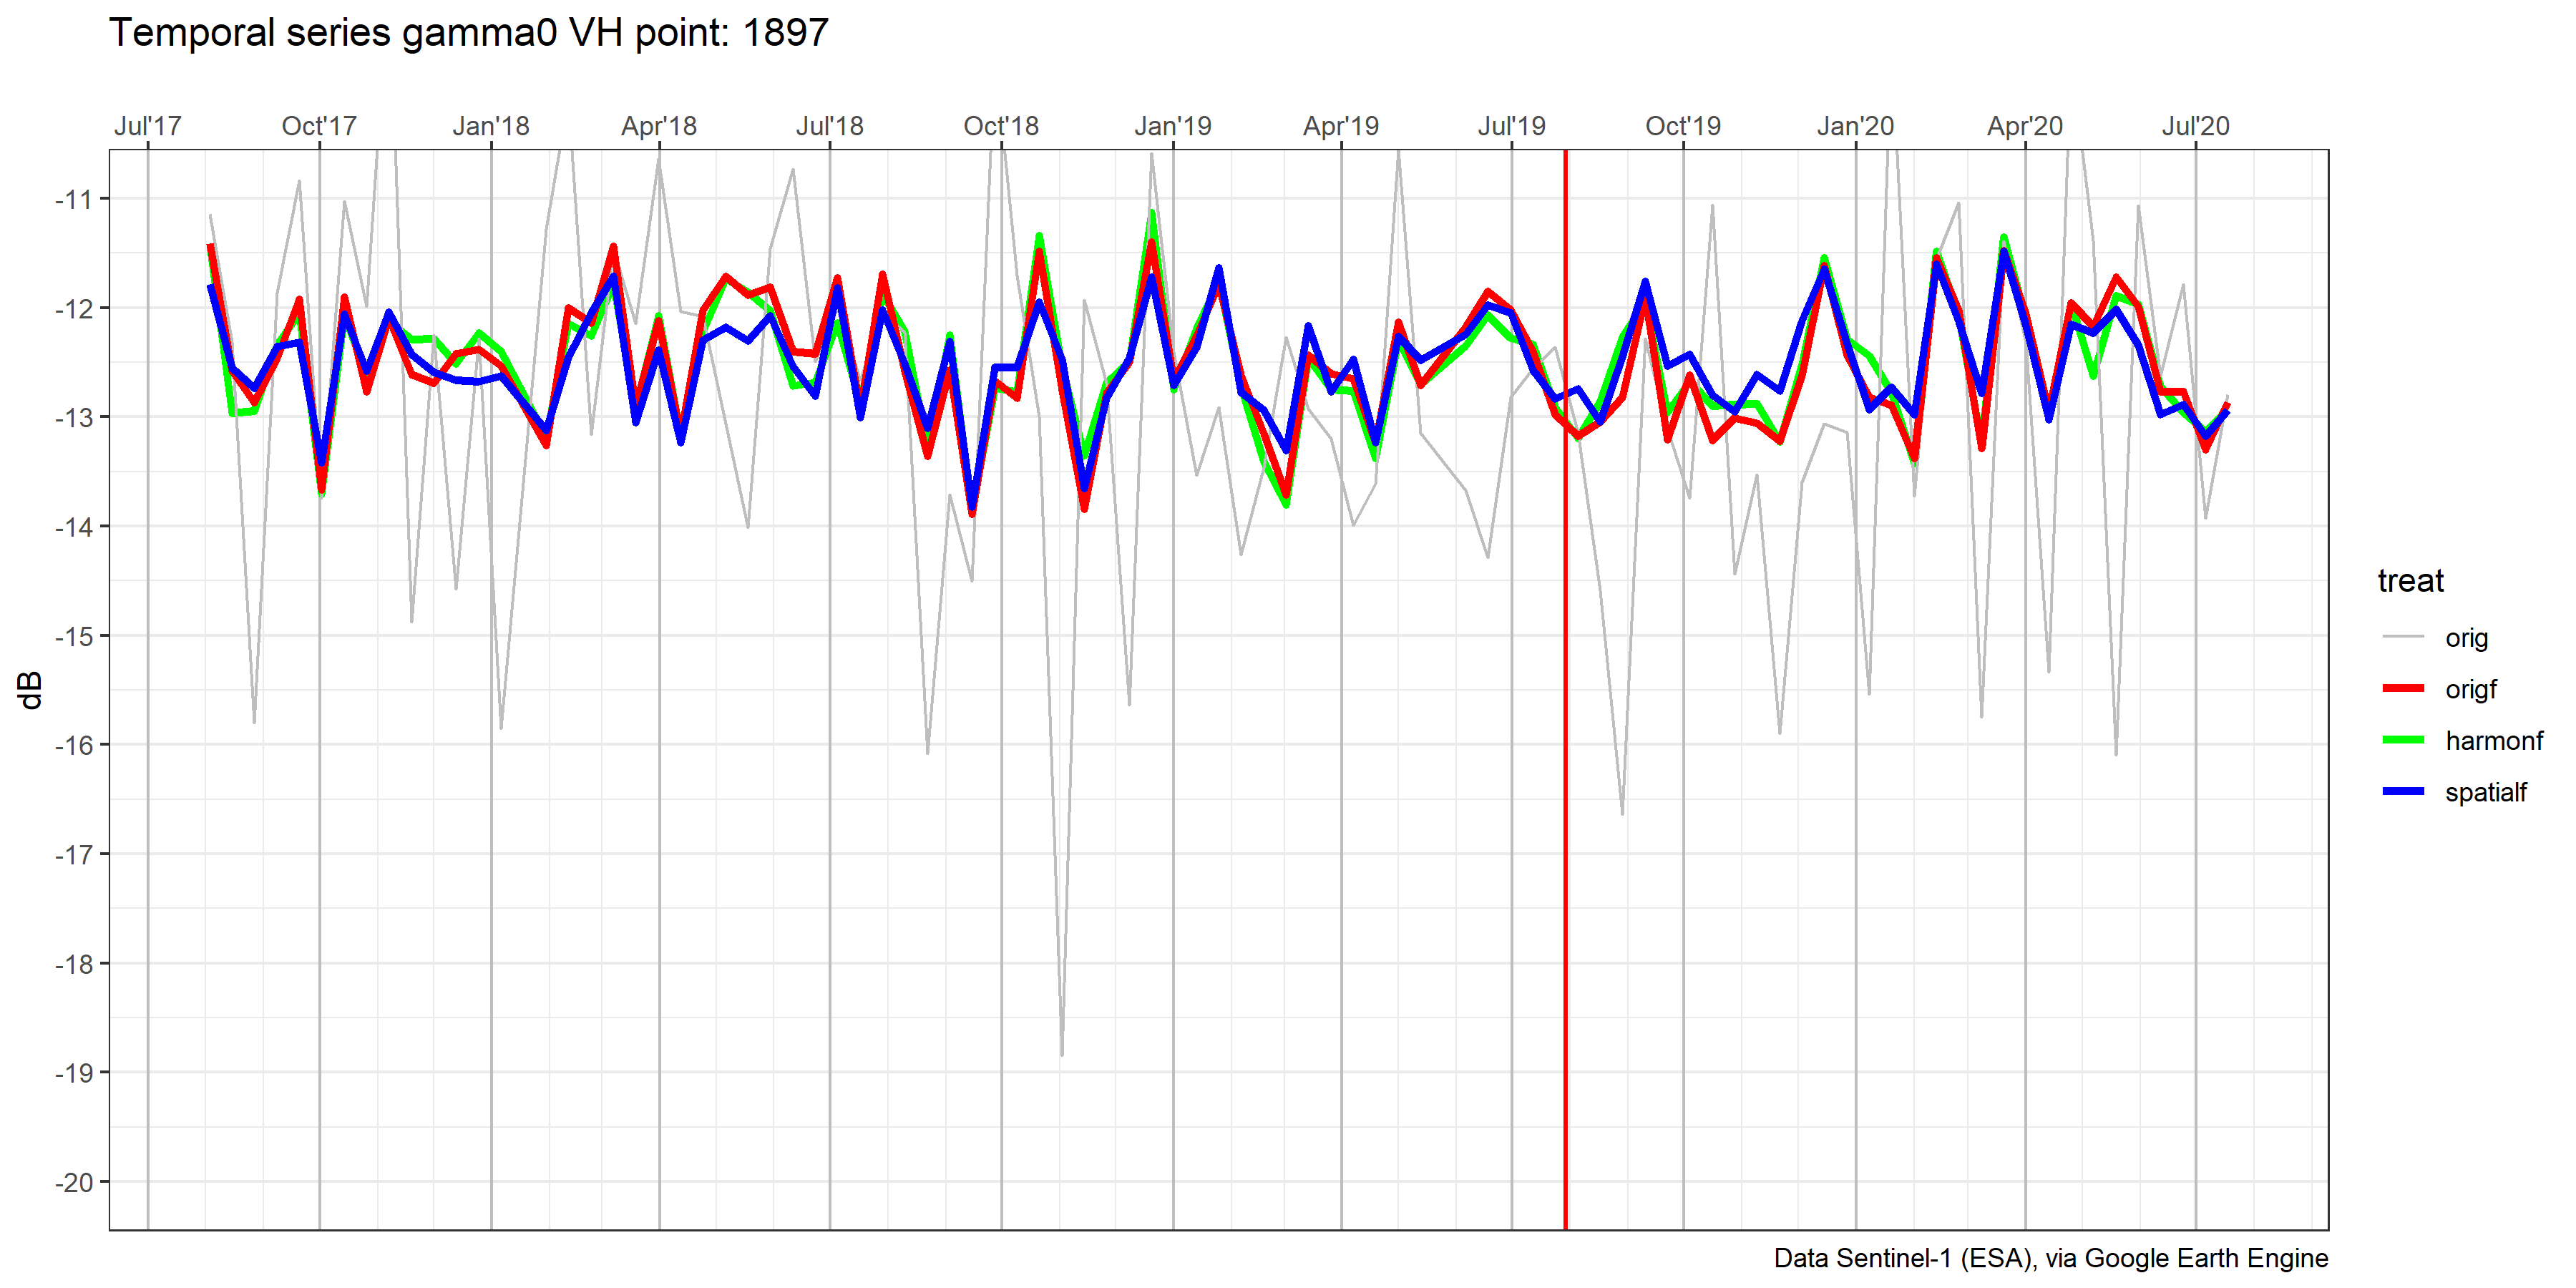 Temporal series gamma0 VH point: 1897
Jul'17 Oct'17 Jan'18 Apr'18 Jul'18 Oct'18 Jan'19 Apr'19 Jul'19 Oct'19 Jan'20 Apr'20 Jul'20
-11
-12
-13
-14
-15
-16
-17
-18
-19
-20
dB
treat
orig
origf
harmonf
spatialf
Data Sentinel-1 (ESA), via Google Earth Engine